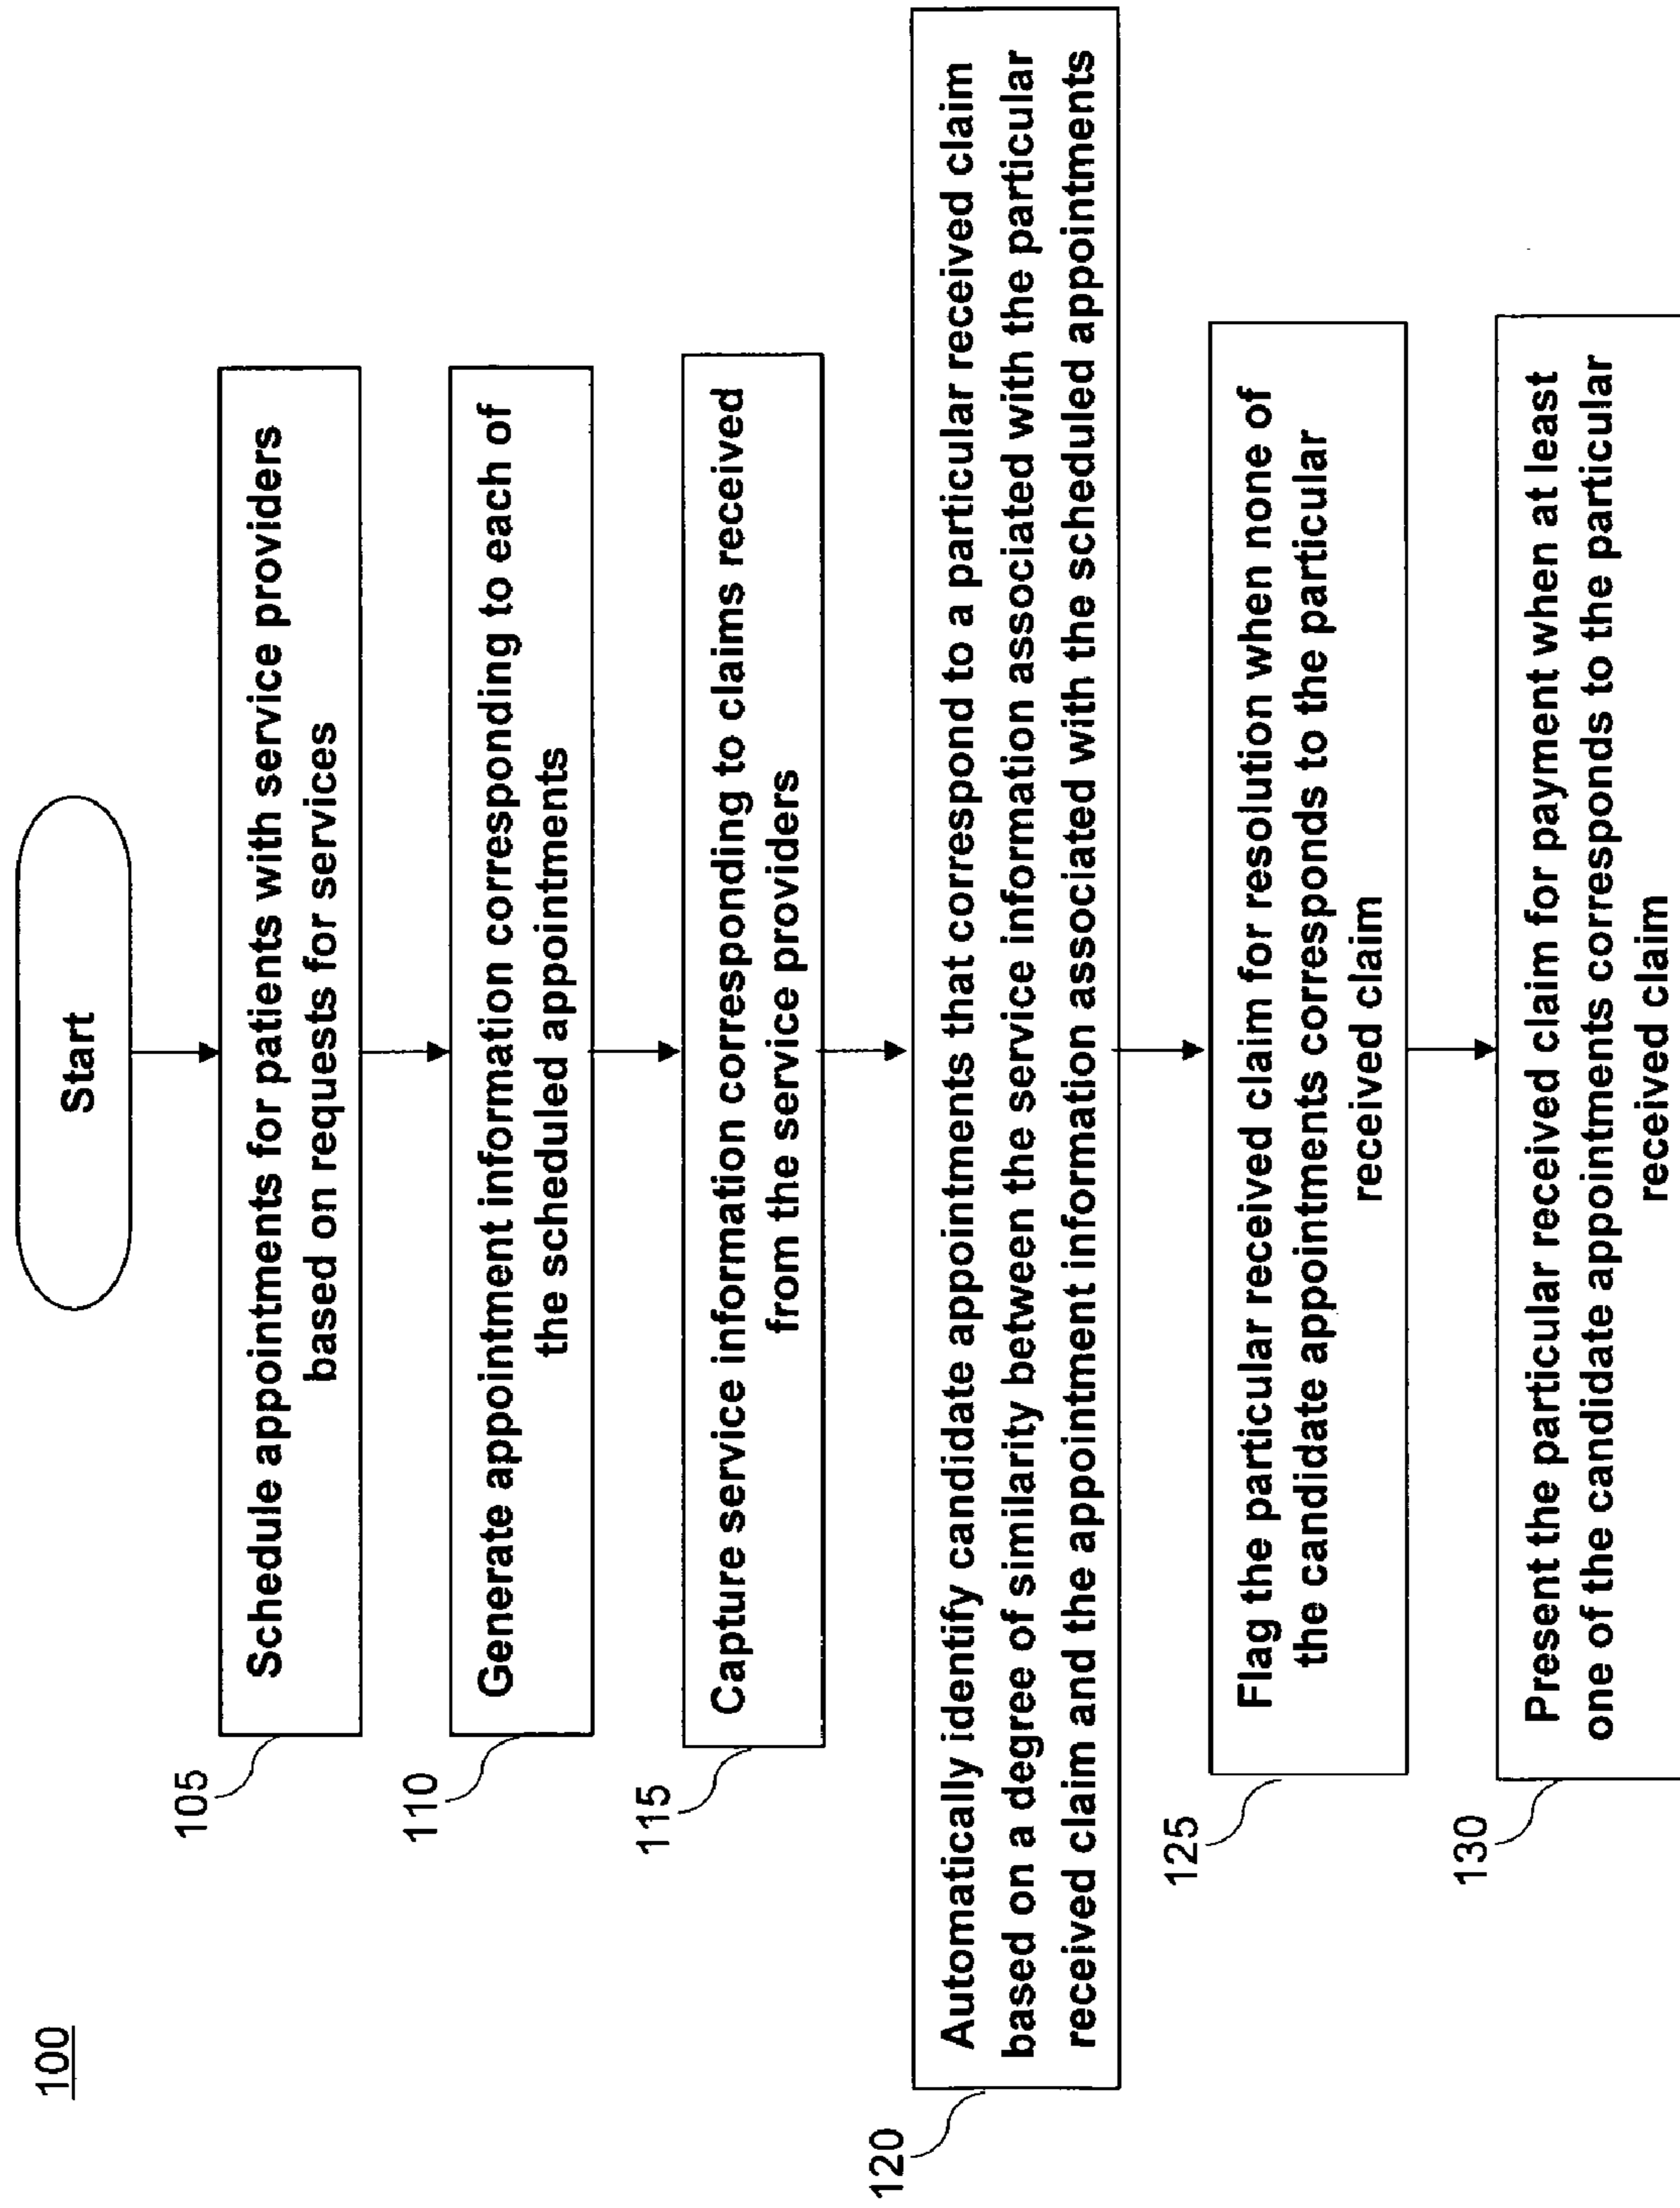 100
Start
105
Schedule appointments for patients with service providers
based on requests for services
110
Generate appointment information corresponding to each of
the scheduled appointments
115
Capture service information corresponding to claims received
from the service providers
120
Automatically identify candidate appointments that correspond to a particular received claim
based on a degree of similarity between the service information associated with the particular
received claim and the appointment information associated with the scheduled appointments
125
Flag the particular received claim for resolution when none of
the candidate appointments corresponds to the particular
received claim
130
Present the particular received claim for payment when at least
one of the candidate appointments corresponds to the particular
received claim